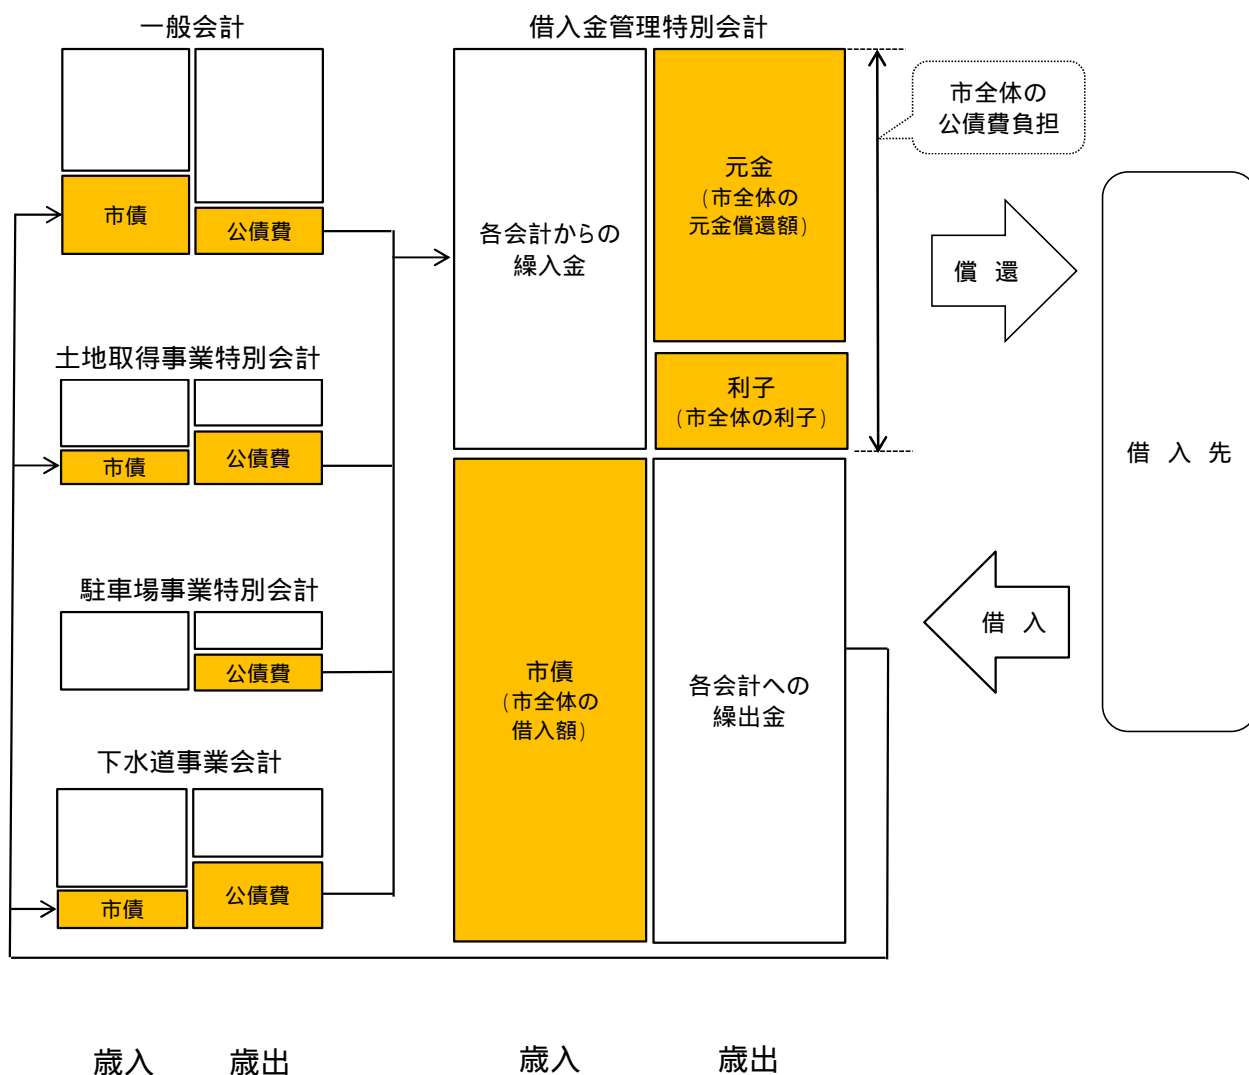 一般会計
市債
公債費
土地取得事業特別会計
市債
公債費
駐車場事業特別会計
公債費
下水道事業会計
市債
公債費
歳入
歳出
借入金管理特別会計
各会計からの
繰入金
元金
(市全体の
元金償還額)
利子
(市全体の利子)
市債
(市全体の
借入額)
各会計への
繰出金
歳入
歳出
市全体の
公債費負担
償 還
借 入
借 入 先